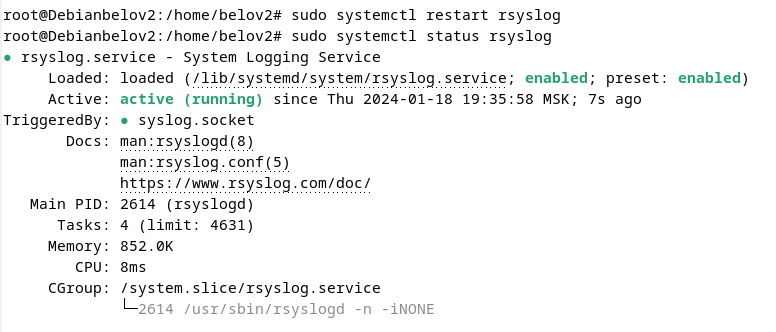 root@Debianbelov2:/home/belov2# sudo systemctl restart rsyslog
root@Debianbelov2:/home/belov2# sudo systemctl status rsyslog
● rsyslog.service - System Logging Service
     Loaded: loaded (/lib/systemd/system/rsyslog.service; enabled; preset: enabled)
     Active: active (running) since Thu 2024-01-18 19:35:58 MSK; 7s ago
TriggeredBy: ● syslog.socket
       Docs: man:rsyslogd(8)
             man:rsyslog.conf(5)
             https://www.rsyslog.com/doc/
   Main PID: 2614 (rsyslogd)
      Tasks: 4 (limit: 4631)
     Memory: 852.0K
        CPU: 8ms
     CGroup: /system.slice/rsyslog.service
             └─2614 /usr/sbin/rsyslogd -n -iNONE